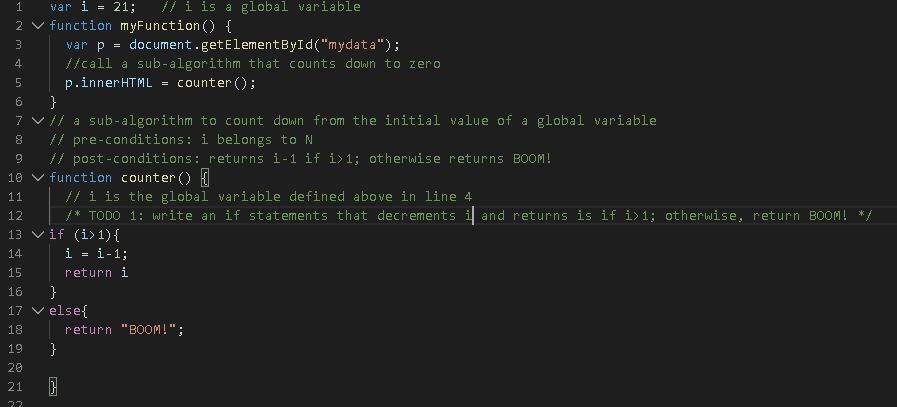 1 var i = 21; // i is a global variable
2 function myFunction() {
3 var p = document.getElementById("mydata");
4 //call a sub-algorithm that counts down to zero
5 p.innerHTML = counter();
6 }
7 // a sub-algorithm to count down from the initial value of a global variable
8 // pre-conditions: i belongs to N
9 // post-conditions: returns i-1 if i>1; otherwise returns BOOM!
10 function counter() {
11 // i is the global variable defined above in line 4
12 /* TODO 1: write an if statements that decrements i and returns is if i>1; otherwise, return BOOM! */
13 if (i>1){
14 i = i-1;
15 return i
16 }
17 else{
18 return "BOOM!";
19 }
20
21 }
22